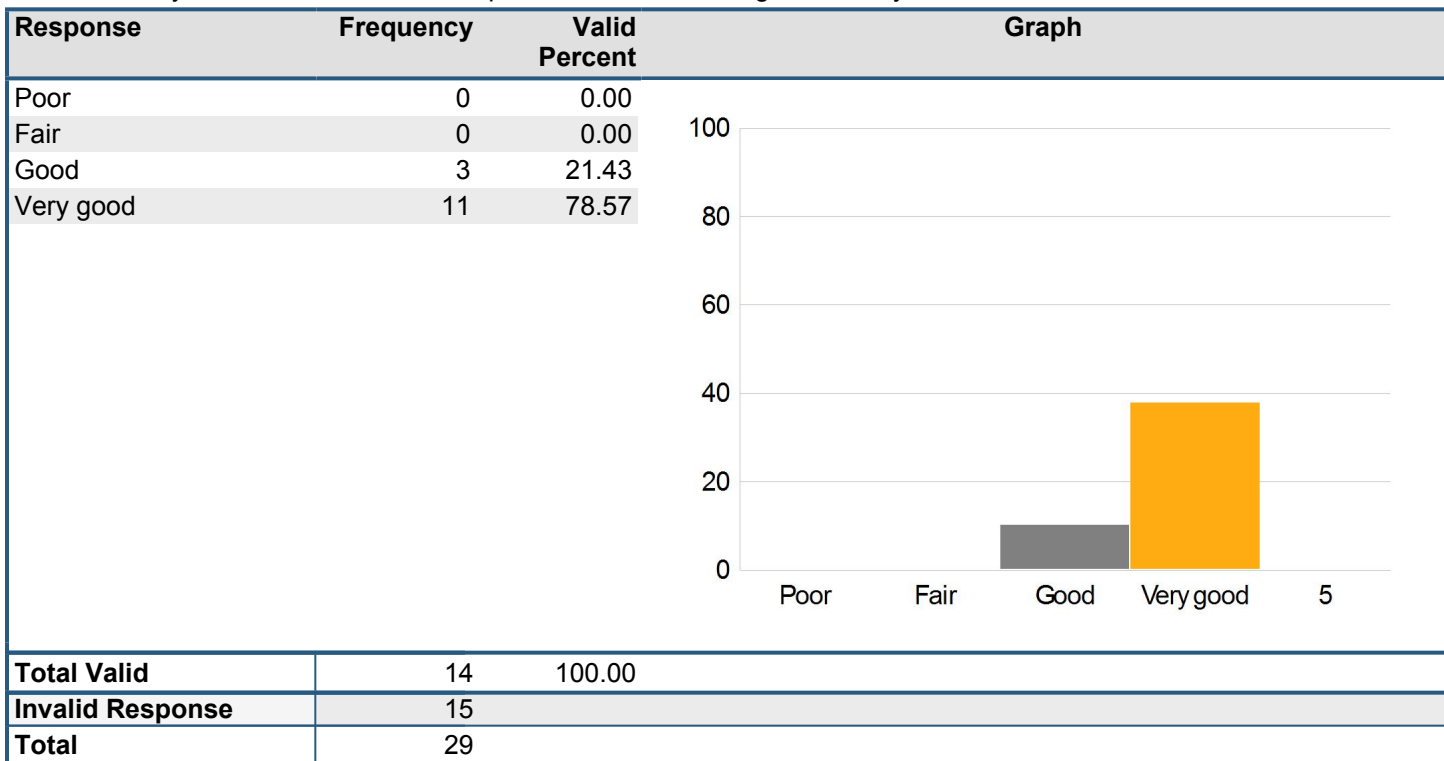 Response Frequency Valid Percent Graph
Poor 0 0.00
Fair 0 0.00
Good 3 21.43
Very good 11 78.57
100
80
60
40
20
0
Poor Fair Good Very good 5
Total Valid 14 100.00
Invalid Response 15
Total 29